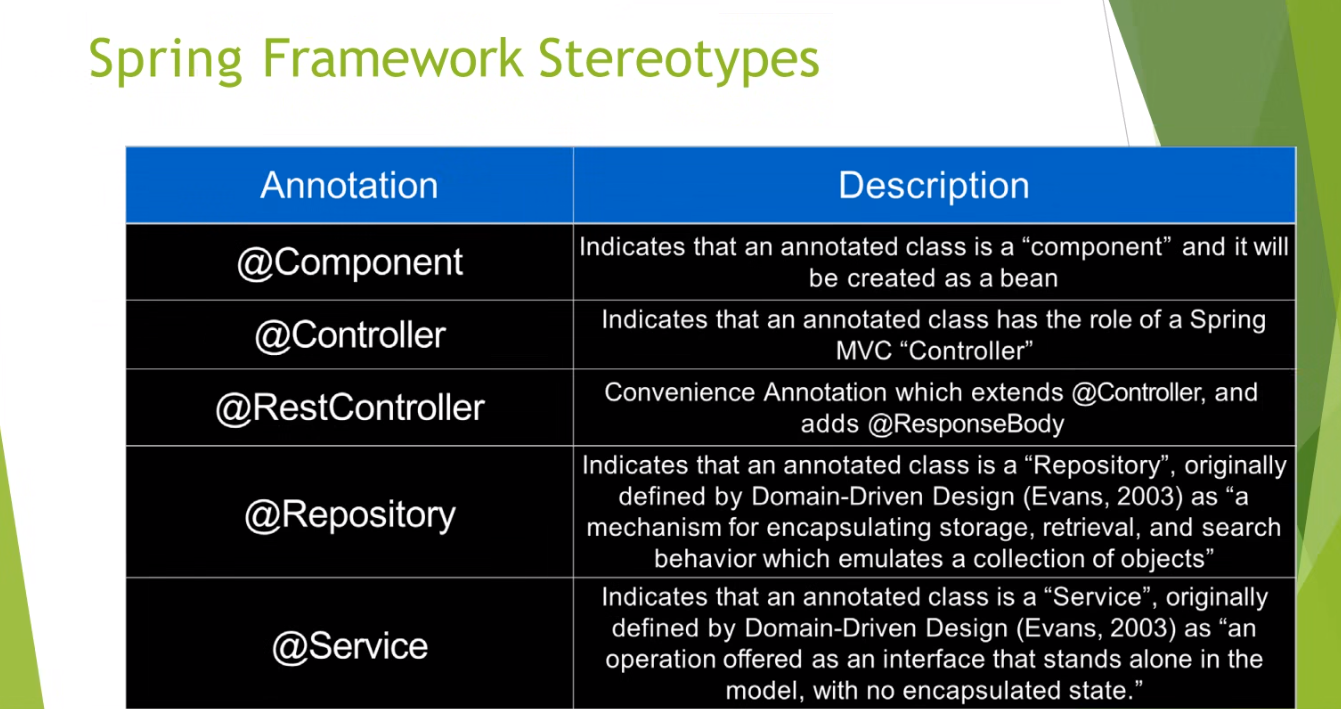 Spring Framework Stereotypes
Annotation
Description
@Component
Indicates that an annotated class is a “component” and it will
be created as a bean
@Controller
Indicates that an annotated class has the role of a Spring
MVC “Controller”
@RestController
Convenience Annotation which extends @Controller, and
adds @ResponseBody
@Repository
Indicates that an annotated class is a “Repository”, originally
defined by Domain-Driven Design (Evans, 2003) as “a
mechanism for encapsulating storage, retrieval, and search
behavior which emulates a collection of objects”
@Service
Indicates that an annotated class is a “Service”, originally
defined by Domain-Driven Design (Evans, 2003) as “an
operation offered as an interface that stands alone in the
model, with no encapsulated state.”